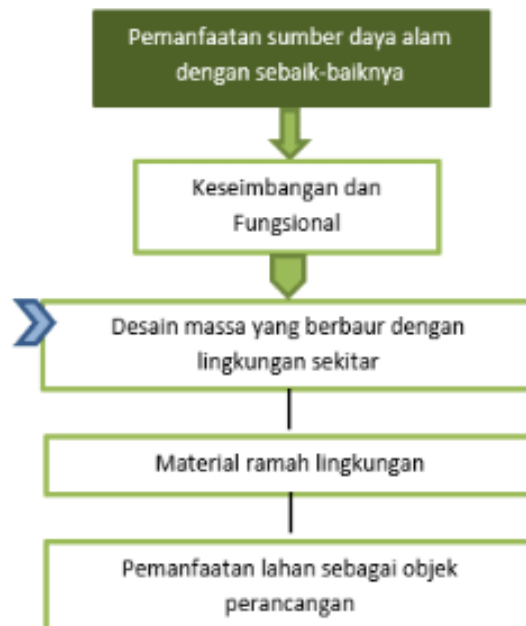 Pemanfaatan sumber daya alam
dengan sebaik-baiknya
Keseimbangan dan
Fungsional
Desain massa yang berbaur dengan
lingkungan sekitar
Material ramah lingkungan
Pemanfaatan lahan sebagai objek
perancangan